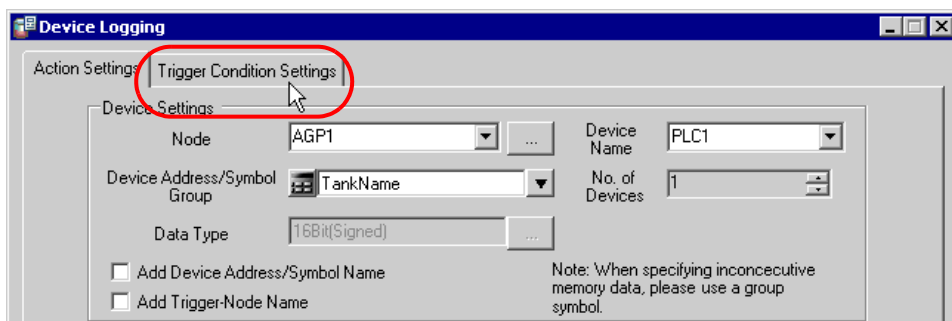 Device Logging
Action Settings
Trigger Condition Settings
Device Settings
Node
AGP1
...
Device
Name
PLC1
Device Address/Symbol
Group
TankName
No. of
Devices
1
Data Type
16Bit(Signed)
...
Add Device Address/Symbol Name
Add Trigger-Node Name
Note: When specifying inconcecutive
memory data, please use a group
symbol.